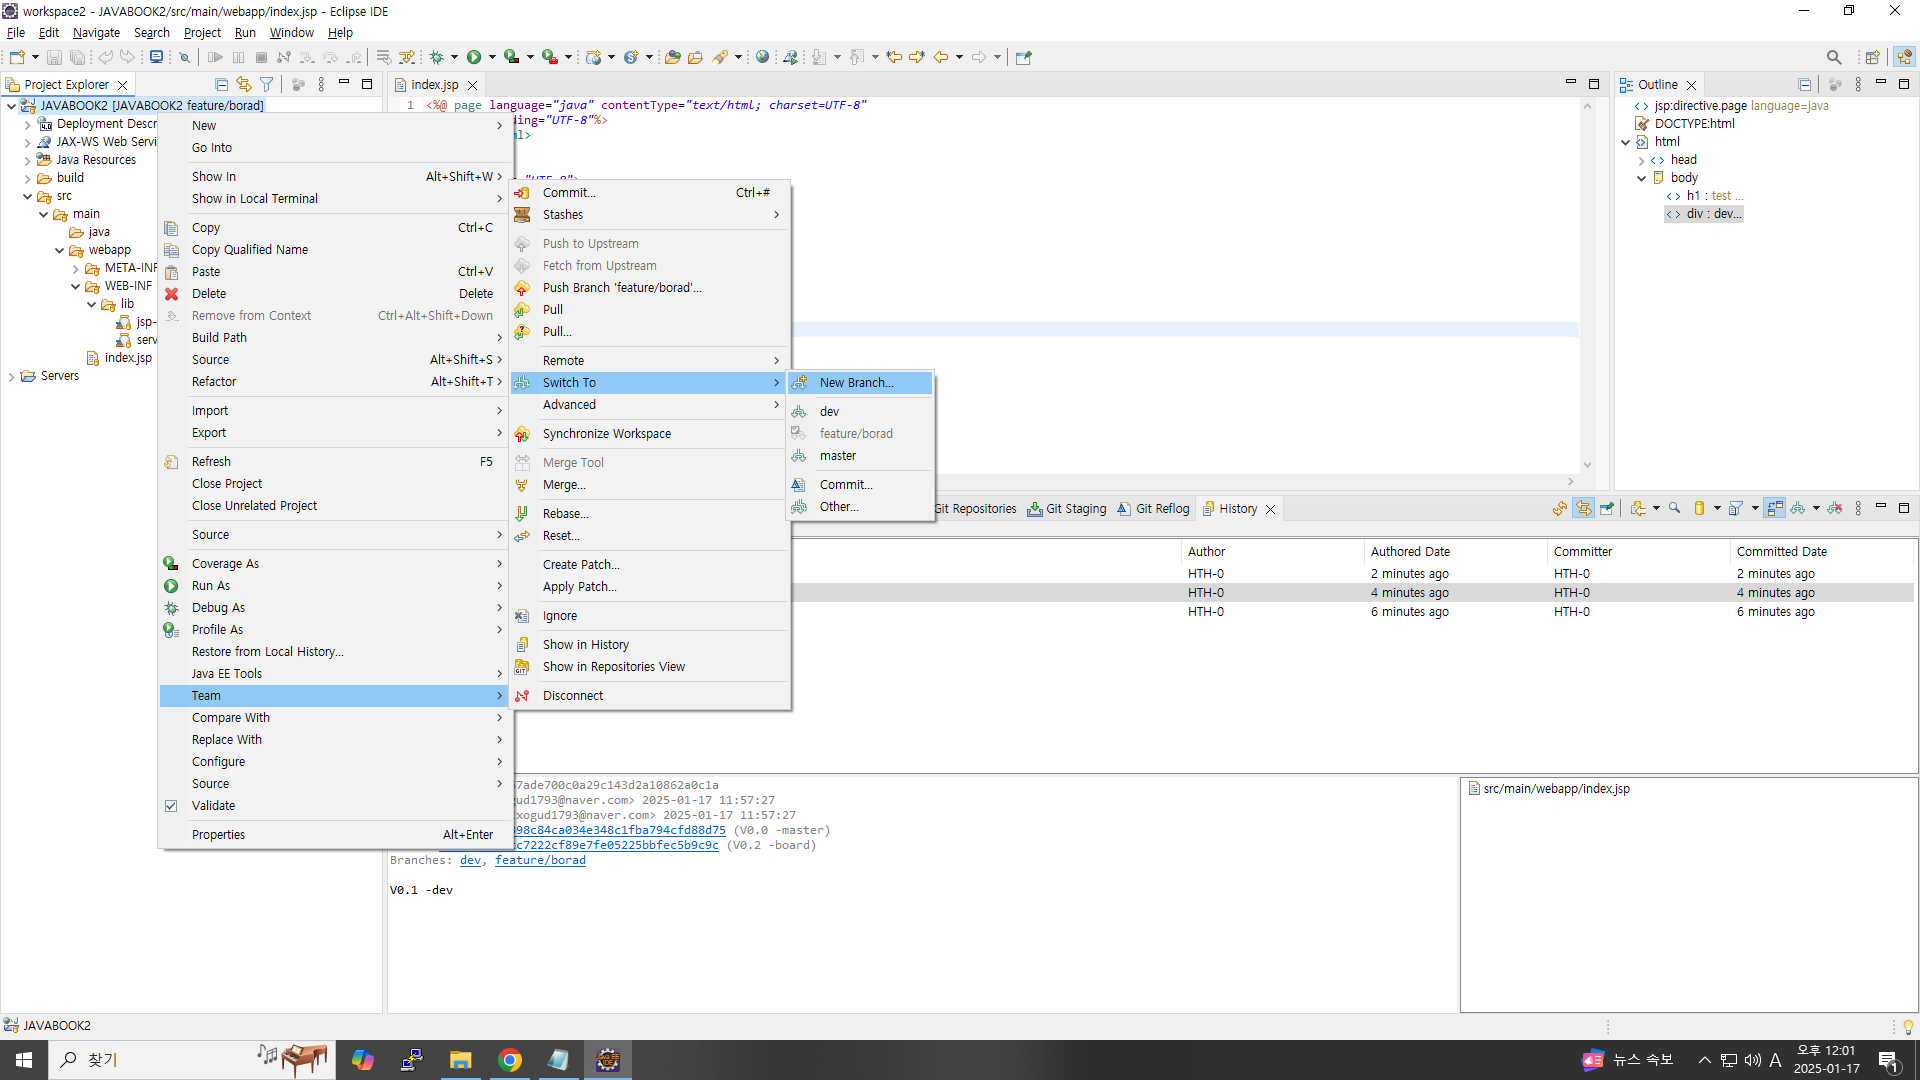 workspace2 - JAVABOOK2/src/main/webapp/index.jsp - Eclipse IDE
File Edit Navigate Search Project Run Window Help
Project Explorer
JAVABOOK2 [JAVABOOK2 feature/borad]
Deployment Descr
JAX-WS Web Servi
Java Resources
build
src
main
java
webapp
META-INF
WEB-INF
lib
jsp-
serv
index.jsp
Servers
New
Go Into
Show In Alt+Shift+W
Show in Local Terminal
Copy Ctrl+C
Copy Qualified Name
Paste Ctrl+V
Delete Delete
Remove from Context Ctrl+Alt+Shift+Down
Build Path
Source Alt+Shift+S
Refactor Alt+Shift+T
Import
Export
Refresh F5
Close Project
Close Unrelated Project
Source
Coverage As
Run As
Debug As
Profile As
Restore from Local History...
Java EE Tools
Team
Compare With
Replace With
Configure
Source
Validate
Properties Alt+Enter
Commit... Ctrl+#
Stashes
Push to Upstream
Fetch from Upstream
Push Branch 'feature/borad'...
Pull
Pull...
Remote
Switch To
Advanced
Synchronize Workspace
Merge Tool
Merge...
Rebase...
Reset...
Create Patch...
Apply Patch...
Ignore
Show in History
Show in Repositories View
Disconnect
New Branch...
dev
feature/borad
master
Commit...
Other...
index.jsp
1 <%@ page language="java" contentType="text/html; charset=UTF-8"
ding="UTF-8"%>
Outline
jsp:directive.page language=java
DOCTYPE:html
html
head
body
h1 : test ...
div : dev...
Git Repositories Git Staging Git Reflog History
Author Authored Date Committer Committed Date
HTH-0 2 minutes ago HTH-0 2 minutes ago
HTH-0 4 minutes ago HTH-0 4 minutes ago
HTH-0 6 minutes ago HTH-0 6 minutes ago
7ade700c0a29c143d2a10862a0c1a
gud1793@naver.com> 2025-01-17 11:57:27
xogud1793@naver.com> 2025-01-17 11:57:27
398c84ca034e348c1fba794cfd88d75 (V0.0 -master)
c7222cf89e7fe05225bbfec5b9c9c (V0.2 -board)
Branches: dev, feature/borad
V0.1 -dev
src/main/webapp/index.jsp
JAVABOOK2
찾기
뉴스 속보
A
오후 12:01
2025-01-17
1